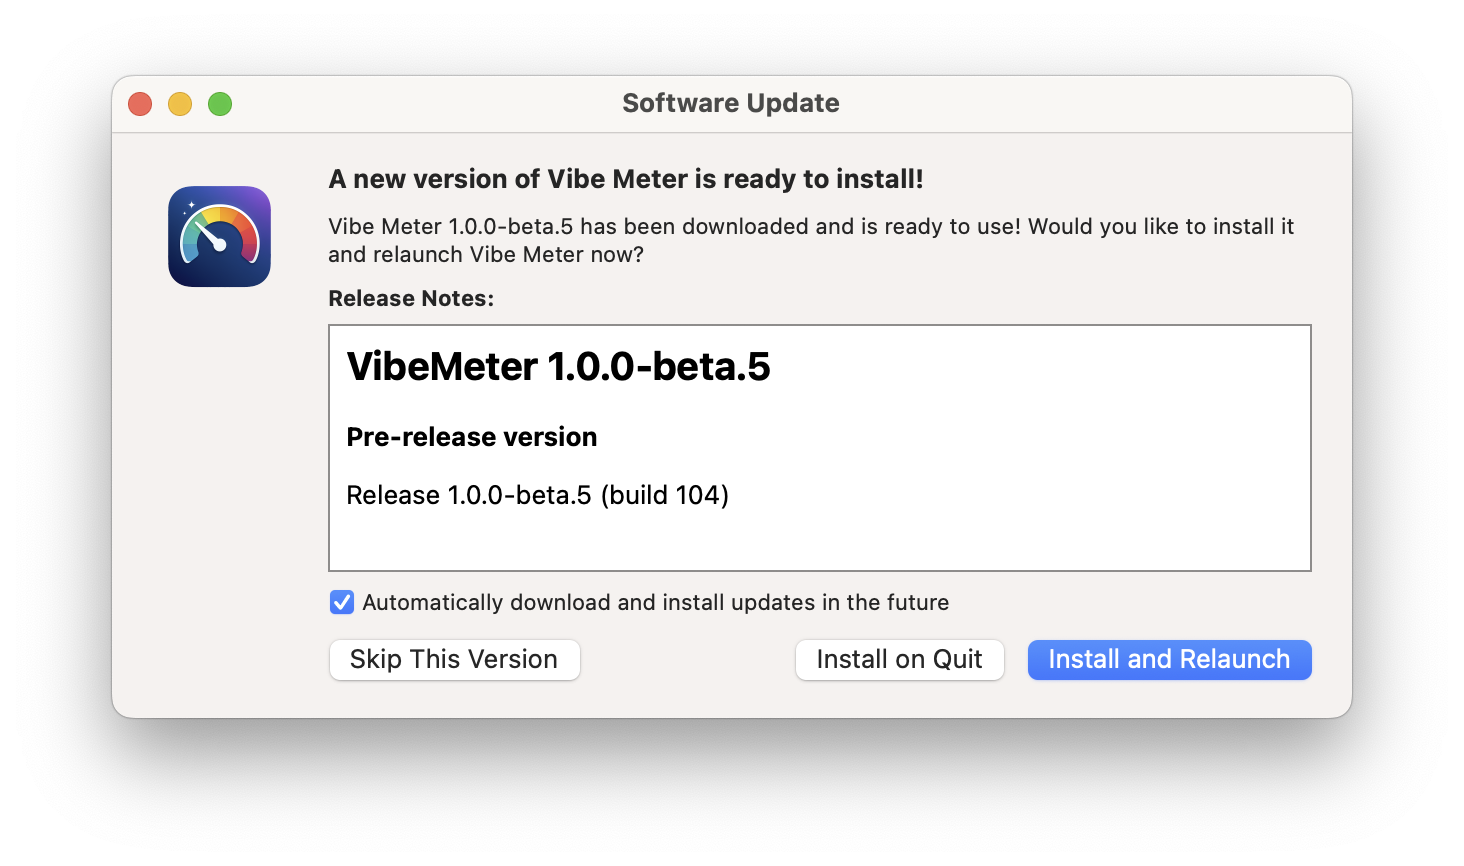 Software Update
A new version of Vibe Meter is ready to install!
Vibe Meter 1.0.0-beta.5 has been downloaded and is ready to use! Would you like to install it
and relaunch Vibe Meter now?
Release Notes:
VibeMeter 1.0.0-beta.5
Pre-release version
Release 1.0.0-beta.5 (build 104)
Automatically download and install updates in the future
Skip This Version
Install on Quit
Install and Relaunch